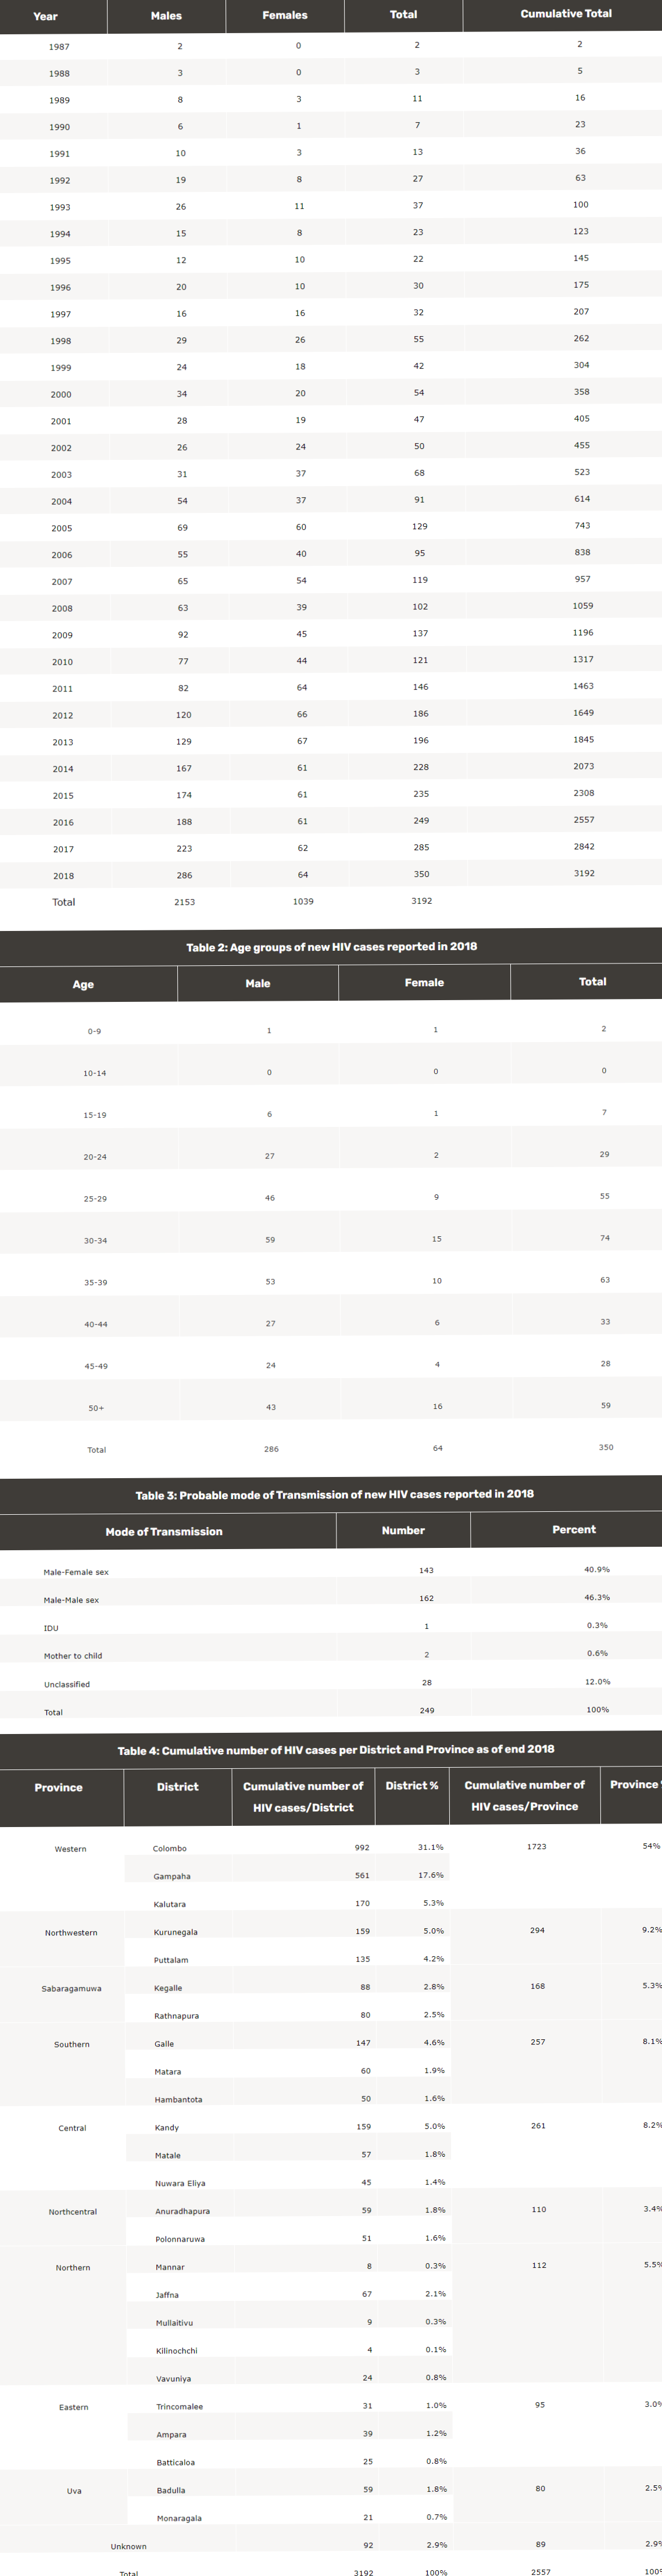 Year Males Females Total Cumulative Total
1987 2 0 2 2
1988 3 0 3 5
1989 8 3 11 16
1990 6 1 7 23
1991 10 3 13 36
1992 19 8 27 63
1993 26 11 37 100
1994 15 8 23 123
1995 12 10 22 145
1996 20 10 30 175
1997 16 16 32 207
1998 29 26 55 262
1999 24 18 42 304
2000 34 20 54 358
2001 28 19 47 405
2002 26 24 50 455
2003 31 37 68 523
2004 54 37 91 614
2005 69 60 129 743
2006 55 40 95 838
2007 65 54 119 957
2008 63 39 102 1059
2009 92 45 137 1196
2010 77 44 121 1317
2011 82 64 146 1463
2012 120 66 186 1649
2013 129 67 196 1845
2014 167 61 228 2073
2015 174 61 235 2308
2016 188 61 249 2557
2017 223 62 285 2842
2018 286 64 350 3192
Total 2153 1039 3192
Table 2: Age groups of new HIV cases reported in 2018
Age Male Female Total
0-9 1 1 2
10-14 0 0 0
15-19 6 1 7
20-24 27 2 29
25-29 46 9 55
30-34 59 15 74
35-39 53 10 63
40-44 27 6 33
45-49 24 4 28
50+ 43 16 59
Total 286 64 350
Table 3: Probable mode of Transmission of new HIV cases reported in 2018
Mode of Transmission Number Percent
Male-Female sex 143 40.9%
Male-Male sex 162 46.3%
IDU 1 0.3%
Mother to child 2 0.6%
Unclassified 28 12.0%
Total 249 100%
Table 4: Cumulative number of HIV cases per District and Province as of end 2018
Province District Cumulative number of District % Cumulative number of Province %
HIV cases/District HIV cases/Province
Western Colombo 992 31.1% 1723 54%
Gampaha 561 17.6%
Kalutara 170 5.3%
Northwestern Kurunegala 159 5.0% 294 9.2%
Puttalam 135 4.2%
Sabaragamuwa Kegalle 88 2.8% 168 5.3%
Rathnapura 80 2.5%
Southern Galle 147 4.6% 257 8.1%
Matara 60 1.9%
Hambantota 50 1.6%
Central Kandy 159 5.0% 261 8.2%
Matale 57 1.8%
Nuwara Eliya 45 1.4%
Northcentral Anuradhapura 59 1.8% 110 3.4%
Polonnaruwa 51 1.6%
Northern Mannar 8 0.3% 112 5.5%
Jaffna 67 2.1%
Mullaitivu 9 0.3%
Kilinochchi 4 0.1%
Vavuniya 24 0.8%
Eastern Trincomalee 31 1.0% 95 3.0%
Ampara 39 1.2%
Batticaloa 25 0.8%
Uva Badulla 59 1.8% 80 2.5%
Monaragala 21 0.7%
Unknown 92 2.9% 89 2.9%
Total 3192 100% 2557 100%